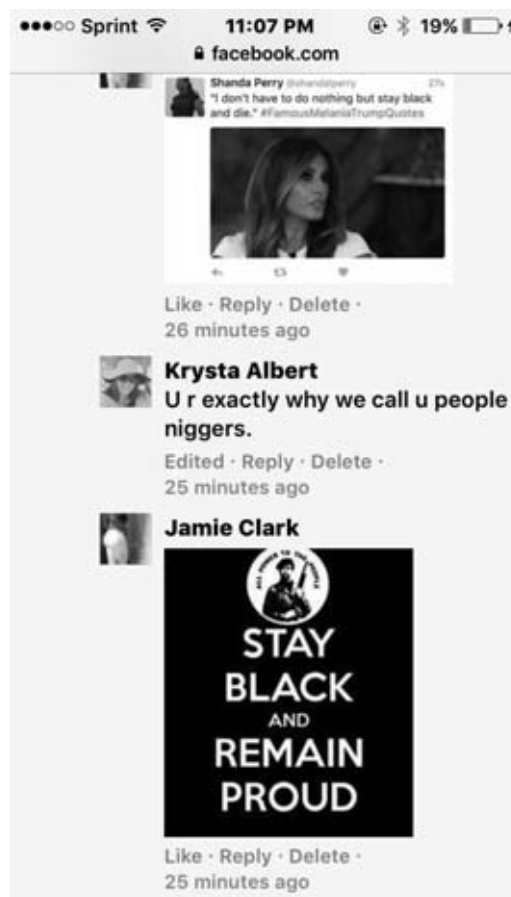 Sprint 11:07 PM 19%
facebook.com
Shanda Perry @shandalperry 27s
"I don't have to do nothing but stay black
and die." #FamousMelaniaTrumpQuotes
Like · Reply · Delete ·
26 minutes ago
Krysta Albert
U r exactly why we call u people
niggers.
Edited · Reply · Delete ·
25 minutes ago
Jamie Clark
ALL POWER TO THE PEOPLE
STAY
BLACK
AND
REMAIN
PROUD
Like · Reply · Delete ·
25 minutes ago